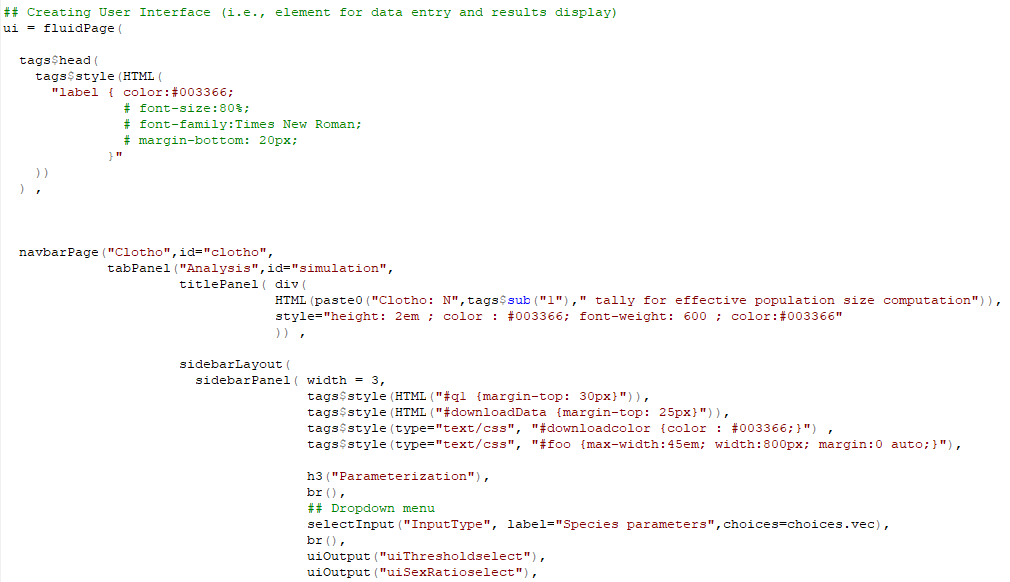 ## Creating User Interface (i.e., element for data entry and results display)
ui = fluidPage(
tags$head(
tags$style(HTML(
"label { color:#003366;
# font-size:80%;
# font-family:Times New Roman;
# margin-bottom: 20px;
}"
))
) ,
navbarPage("Clotho",id="clotho",
tabPanel("Analysis",id="simulation",
titlePanel( div(
HTML(paste0("Clotho: N",tags$sub("l")," tally for effective population size computation")),
style="height: 2em ; color : #003366; font-weight: 600 ; color:#003366"
)) ,
sidebarLayout(
sidebarPanel( width = 3,
tags$style(HTML("#ql {margin-top: 30px}")),
tags$style(HTML("#downloadData {margin-top: 25px}")),
tags$style(type="text/css", "#downloadcolor {color : #003366;}") ,
tags$style(type="text/css", "#foo {max-width:45em; width:800px; margin:0 auto;}"),
h3("Parameterization"),
br(),
## Dropdown menu
selectInput("InputType", label="Species parameters",choices=choices.vec),
br(),
uiOutput("uiThresholdselect"),
uiOutput("uiSexRatioselect"),